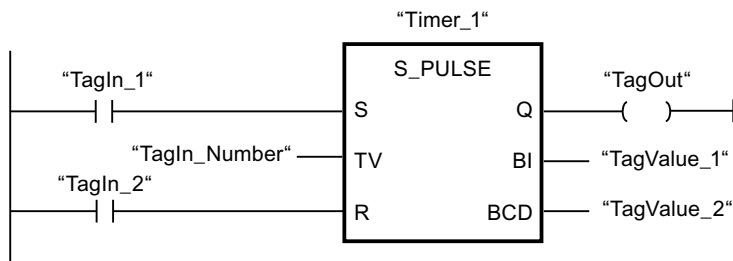 “Timer_1“
S_PULSE
“TagIn_1“
“TagOut“
S
Q
“TagIn_Number“
TV
BI
“TagValue_1“
“TagIn_2“
R
BCD
“TagValue_2“